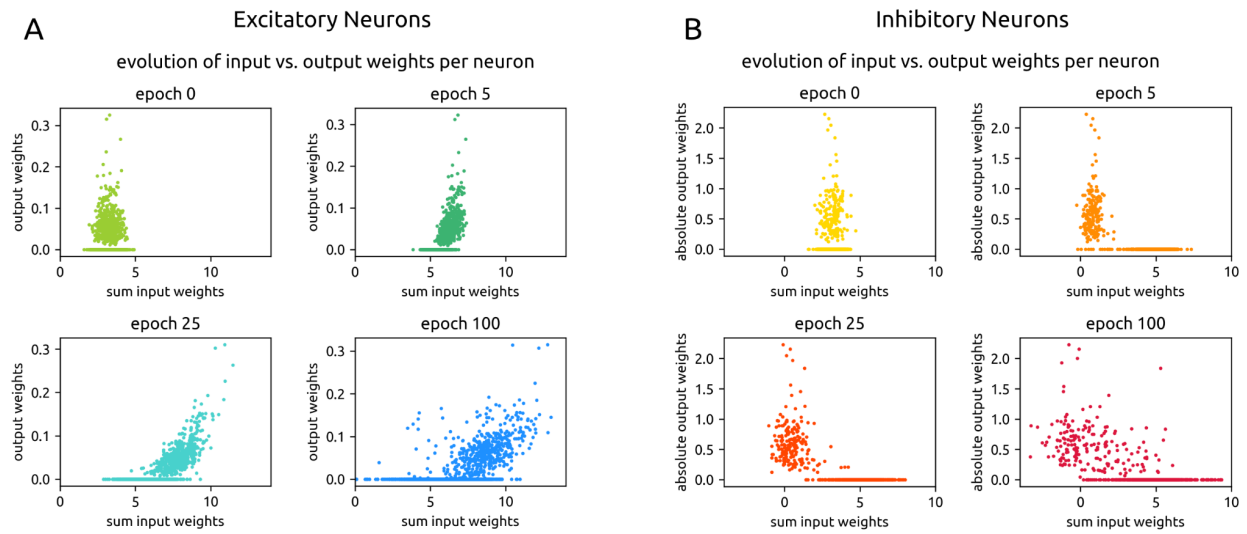 A
Excitatory Neurons
evolution of input vs. output weights per neuron
epoch 0
output weights
0.3
0.2
0.1
0.0
0
5
10
sum input weights
epoch 5
output weights
0.3
0.2
0.1
0.0
0
5
10
sum input weights
epoch 25
output weights
0.3
0.2
0.1
0.0
0
5
10
sum input weights
epoch 100
output weights
0.3
0.2
0.1
0.0
0
5
10
sum input weights
B
Inhibitory Neurons
evolution of input vs. output weights per neuron
epoch 0
absolute output weights
2.0
1.5
1.0
0.5
0.0
0
5
10
sum input weights
epoch 5
absolute output weights
2.0
1.5
1.0
0.5
0.0
0
5
10
sum input weights
epoch 25
absolute output weights
2.0
1.5
1.0
0.5
0.0
0
5
10
sum input weights
epoch 100
absolute output weights
2.0
1.5
1.0
0.5
0.0
0
5
10
sum input weights